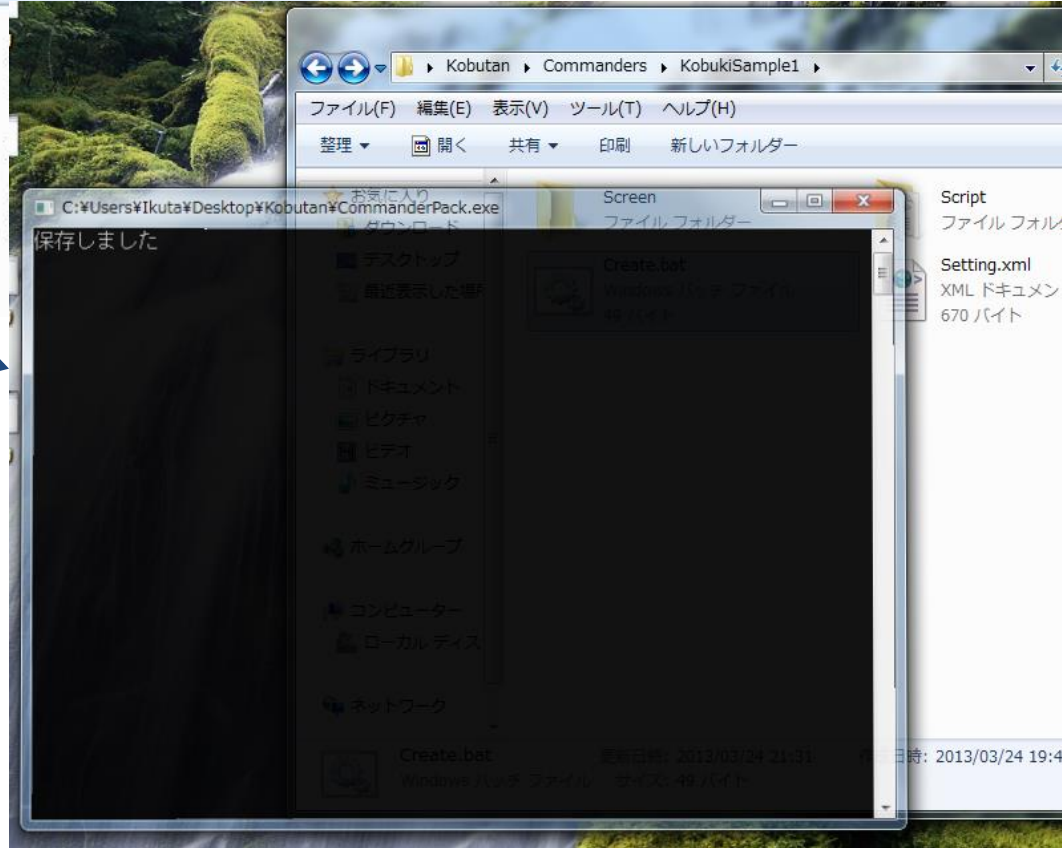 Kobutan ▸ Commanders ▸ KobukiSample1 ▸
ファイル(F) 編集(E) 表示(V) ツール(T) ヘルプ(H)
整理 開く 共有 印刷 新しいフォルダー
お気に入り
C:¥Users¥Ikuta¥Desktop¥Kobutan¥CommanderPack.exe
保存しました
ダウンロード
デスクトップ
最近表示した場所
ライブラリ
ドキュメント
ピクチャ
ビデオ
ミュージック
ホームグループ
コンピューター
ローカル ディス
ネットワーク
Screen
ファイル フォルダー
Create.bat
Windows バッチ ファイル
49 バイト
Script
ファイル フォル
Setting.xml
XML ドキュメン
670 バイト
Create.bat 更新日時: 2013/03/24 21:31 日時: 2013/03/24 19:4
Windows バッチ ファイル サイズ: 49 バイト